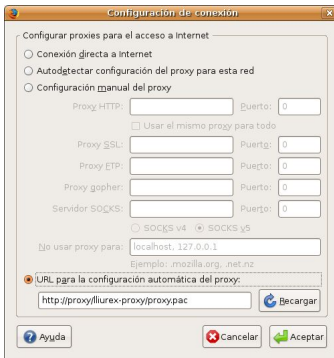 Configuración de conexión
Configurar proxies para el acceso a Internet
Conexión directa a Internet
Autodetectar configuración del proxy para esta red
Configuración manual del proxy
Proxy HTTP: Puerto: 0
Usar el mismo proxy para todo
Proxy SSL: Puerto: 0
Proxy FTP: Puerto: 0
Proxy gopher: Puerto: 0
Servidor SOCKS: Puerto: 0
SOCKS v4 SOCKS v5
No usar proxy para: localhost, 127.0.0.1
Ejemplo: .mozilla.org, .net.nz
URL para la configuración automática del proxy:
http://proxy/lliurex-proxy/proxy.pac Recargar
Ayuda Cancelar Aceptar